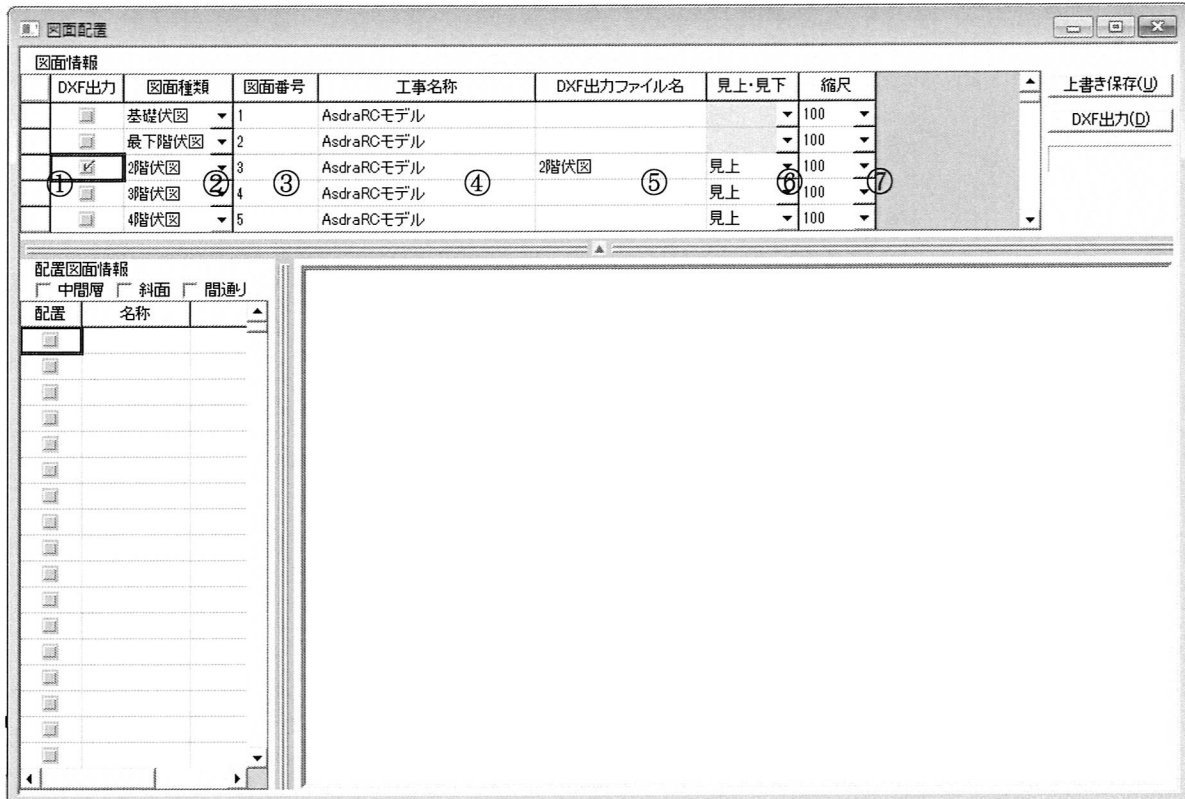 図面配置
図面情報
DXF出力 図面種類 図面番号 工事名称 DXF出力ファイル名 見上・見下 縮尺
上書き保存(U)
基礎伏図 1 AsdraRCモデル 100
DXF出力(D)
最下階伏図 2 AsdraRCモデル 100
2階伏図 3 AsdraRCモデル 2階伏図 見上 100
① ② ③ ④ ⑤ ⑥ ⑦
3階伏図 4 AsdraRCモデル 見上 100
4階伏図 5 AsdraRCモデル 見上 100
配置図面情報
中間層 斜面 間通り
配置 名称